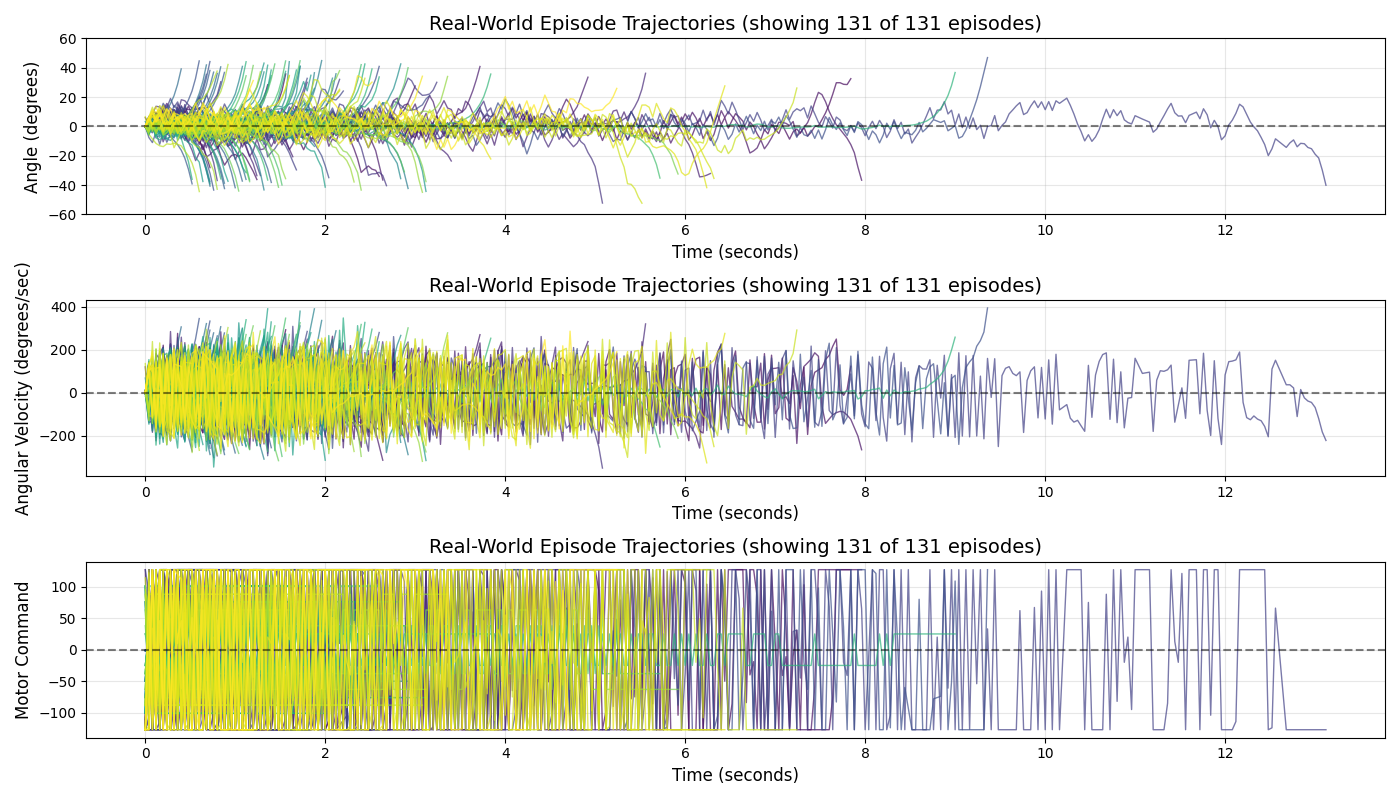 Real-World Episode Trajectories (showing 131 of 131 episodes)
Angle (degrees)
60
40
20
0
−20
−40
−60
0 2 4 6 8 10 12
Time (seconds)
Real-World Episode Trajectories (showing 131 of 131 episodes)
Angular Velocity (degrees/sec)
400
200
0
−200
0 2 4 6 8 10 12
Time (seconds)
Real-World Episode Trajectories (showing 131 of 131 episodes)
Motor Command
100
50
0
−50
−100
0 2 4 6 8 10 12
Time (seconds)